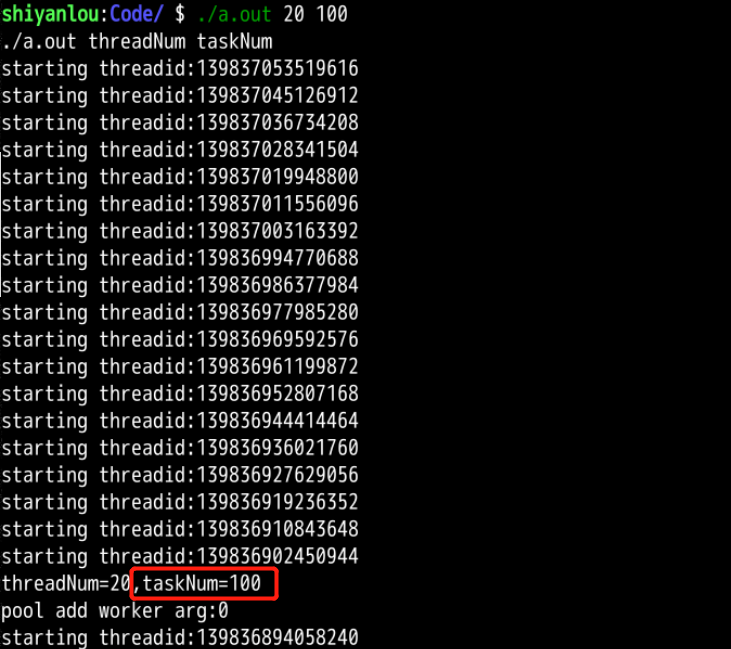 shiyanlou:Code/ $ ./a.out 20 100
./a.out threadNum taskNum
starting threadid:139837053519616
starting threadid:139837045126912
starting threadid:139837036734208
starting threadid:139837028341504
starting threadid:139837019948800
starting threadid:139837011556096
starting threadid:139837003163392
starting threadid:139836994770688
starting threadid:139836986377984
starting threadid:139836977985280
starting threadid:139836969592576
starting threadid:139836961199872
starting threadid:139836952807168
starting threadid:139836944414464
starting threadid:139836936021760
starting threadid:139836927629056
starting threadid:139836919236352
starting threadid:139836910843648
starting threadid:139836902450944
threadNum=20,taskNum=100
pool add worker arg:0
starting threadid:139836894058240